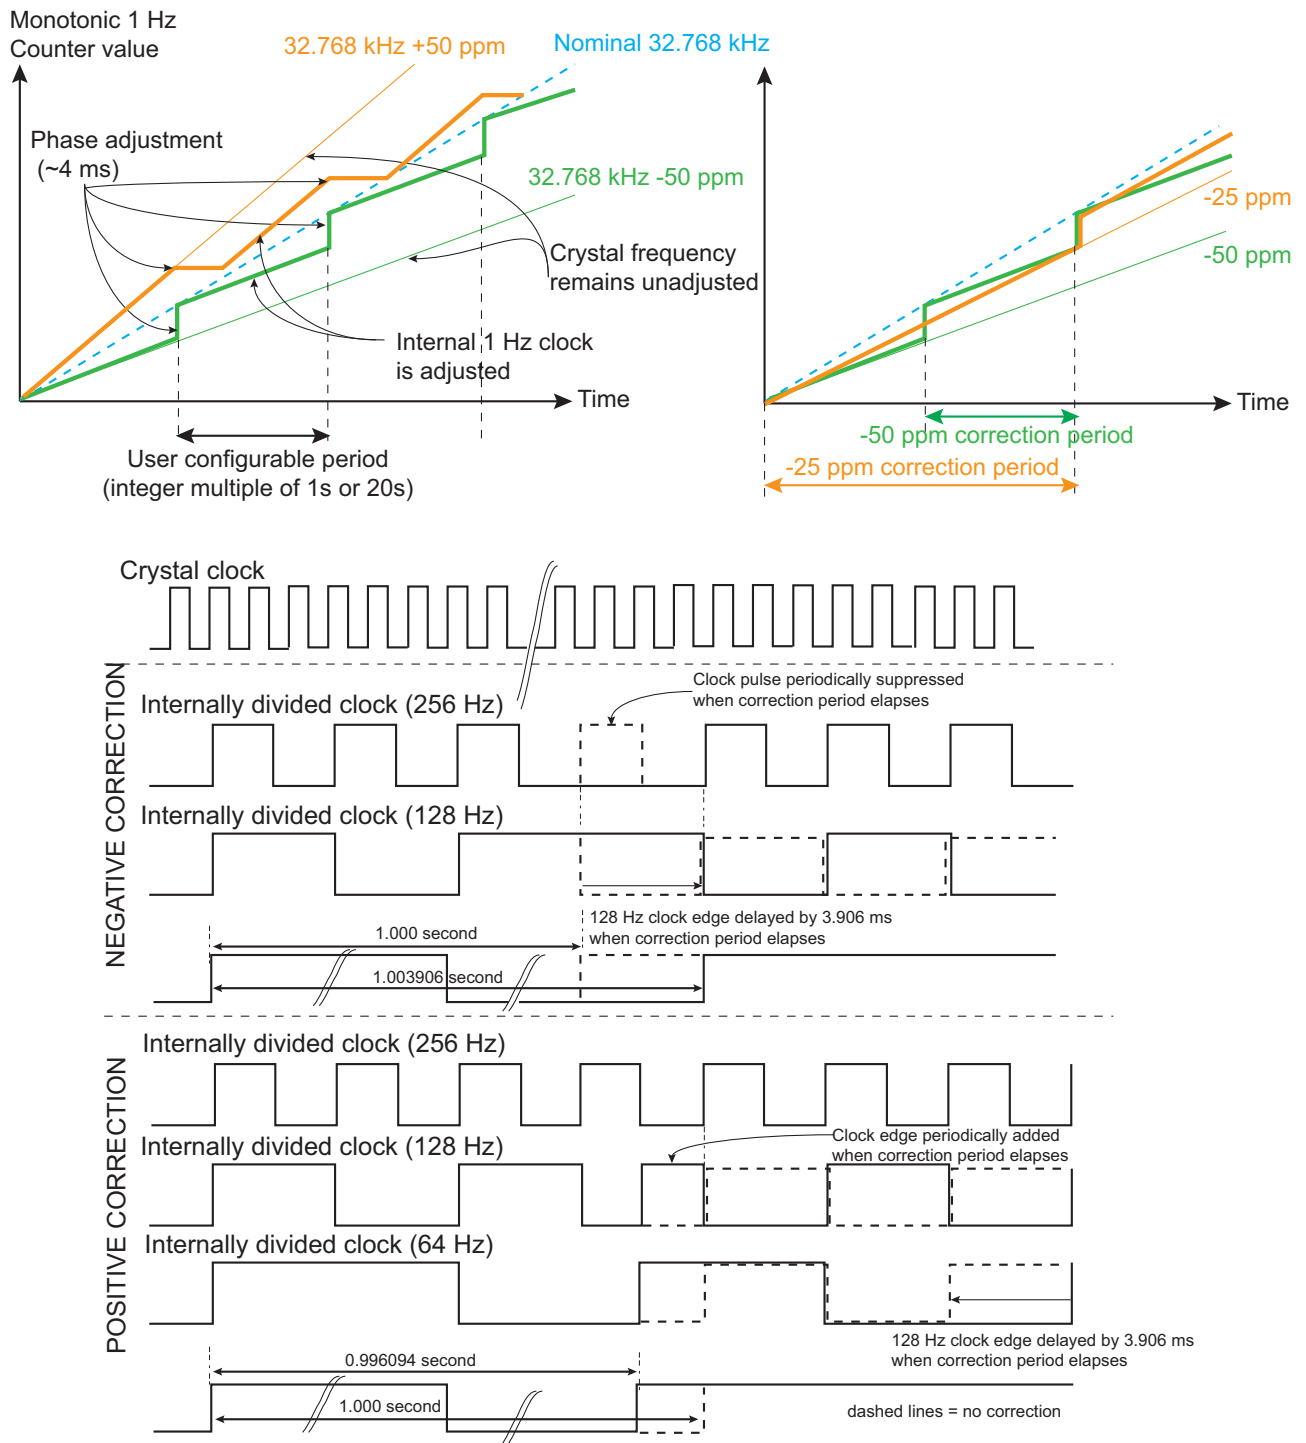 Monotonic 1 Hz
Counter value
32.768 kHz +50 ppm
Nominal 32.768 kHz
Phase adjustment
(~4 ms)
32.768 kHz -50 ppm
Crystal frequency
remains unadjusted
Internal 1 Hz clock
is adjusted
Time
User configurable period
(integer multiple of 1s or 20s)
-25 ppm
-50 ppm
Time
-50 ppm correction period
-25 ppm correction period
Crystal clock
NEGATIVE CORRECTION
Clock pulse periodically suppressed
when correction period elapses
Internally divided clock (256 Hz)
Internally divided clock (128 Hz)
128 Hz clock edge delayed by 3.906 ms
when correction period elapses
1.000 second
1.003906 second
POSITIVE CORRECTION
Internally divided clock (256 Hz)
Internally divided clock (128 Hz)
Clock edge periodically added
when correction period elapses
Internally divided clock (64 Hz)
128 Hz clock edge delayed by 3.906 ms
when correction period elapses
0.996094 second
1.000 second
dashed lines = no correction